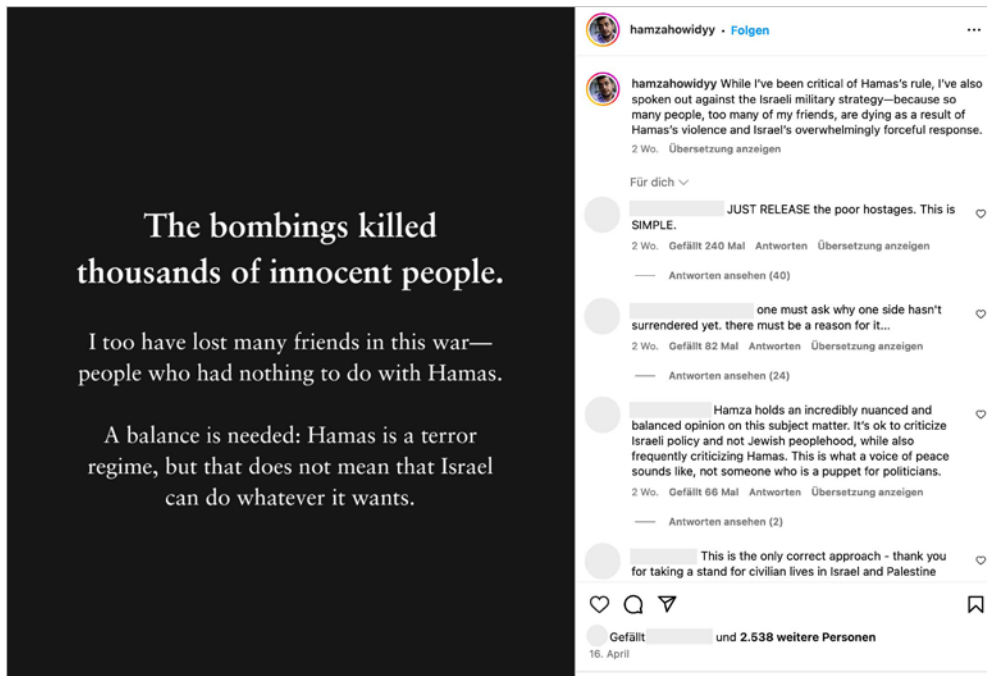 The bombings killed
thousands of innocent people.
I too have lost many friends in this war—
people who had nothing to do with Hamas.
A balance is needed: Hamas is a terror
regime, but that does not mean that Israel
can do whatever it wants.
hamzahowidyy • Folgen
hamzahowidyy While I've been critical of Hamas's rule, I've also
spoken out against the Israeli military strategy—because so
many people, too many of my friends, are dying as a result of
Hamas's violence and Israel's overwhelmingly forceful response.
2 Wo. Übersetzung anzeigen
Für dich
JUST RELEASE the poor hostages. This is
SIMPLE.
2 Wo. Gefällt 240 Mal Antworten Übersetzung anzeigen
Antworten ansehen (40)
one must ask why one side hasn't
surrendered yet. there must be a reason for it...
2 Wo. Gefällt 82 Mal Antworten Übersetzung anzeigen
Antworten ansehen (24)
Hamza holds an incredibly nuanced and
balanced opinion on this subject matter. It's ok to criticize
Israeli policy and not Jewish peoplehood, while also
frequently criticizing Hamas. This is what a voice of peace
sounds like, not someone who is a puppet for politicians.
2 Wo. Gefällt 66 Mal Antworten Übersetzung anzeigen
Antworten ansehen (2)
This is the only correct approach - thank you
for taking a stand for civilian lives in Israel and Palestine
Gefällt und 2.538 weitere Personen
16. April